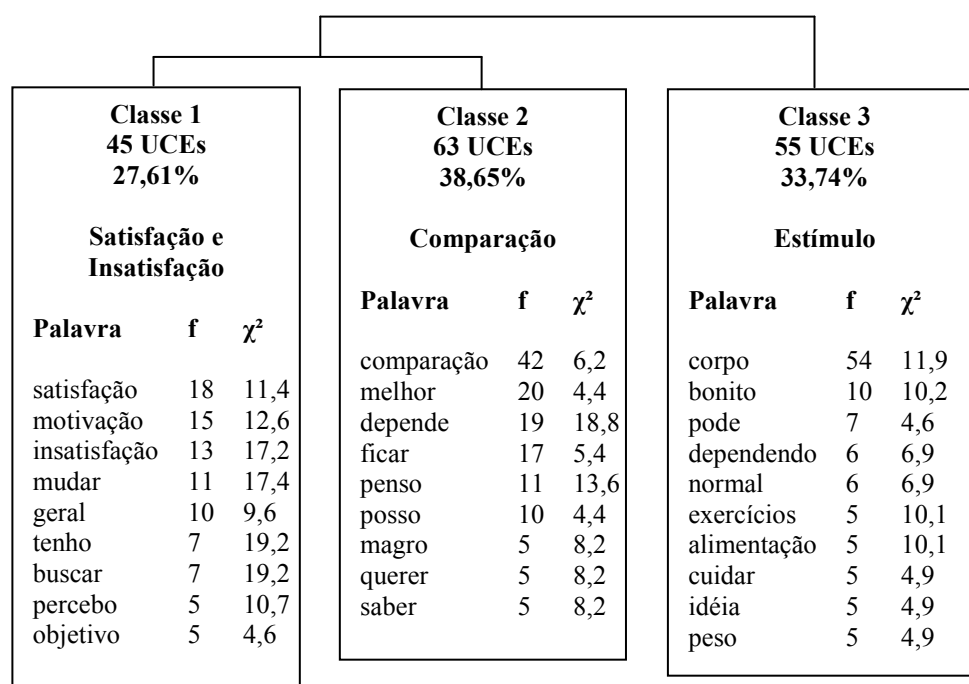 Classe 1
45 UCEs
27,61%
Satisfação e
Insatisfação
Palavra f χ²
satisfação 18 11,4
motivação 15 12,6
insatisfação 13 17,2
mudar 11 17,4
geral 10 9,6
tenho 7 19,2
buscar 7 19,2
percebo 5 10,7
objetivo 5 4,6
Classe 2
63 UCEs
38,65%
Comparação
Palavra f χ²
comparação 42 6,2
melhor 20 4,4
depende 19 18,8
ficar 17 5,4
penso 11 13,6
posso 10 4,4
magro 5 8,2
querer 5 8,2
saber 5 8,2
Classe 3
55 UCEs
33,74%
Estímulo
Palavra f χ²
corpo 54 11,9
bonito 10 10,2
pode 7 4,6
dependendo 6 6,9
normal 6 6,9
exercícios 5 10,1
alimentação 5 10,1
cuidar 5 4,9
idéia 5 4,9
peso 5 4,9